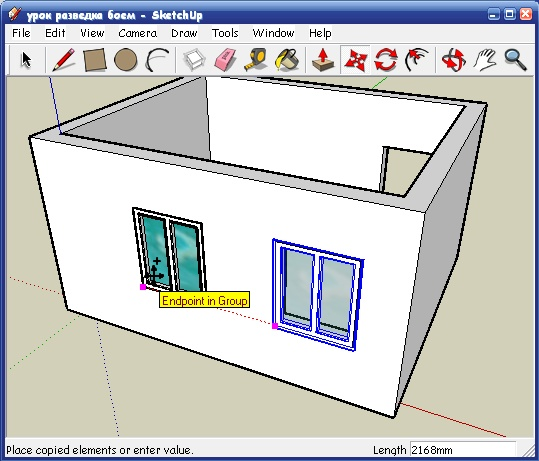 урок разведка боем - SketchUp
File Edit View Camera Draw Tools Window Help
Endpoint in Group
Place copied elements or enter value. Length 2168mm